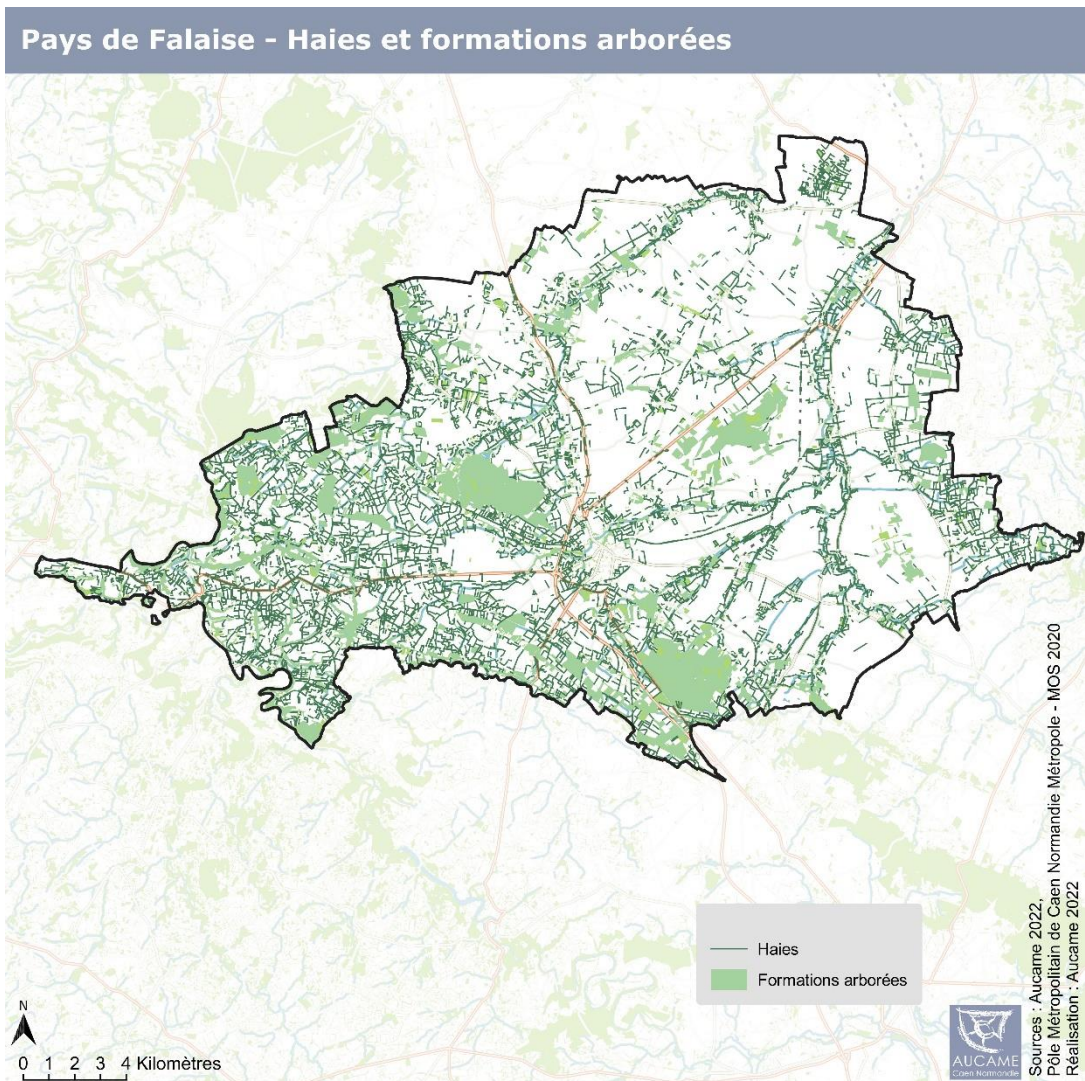 Pays de Falaise - Haies et formations arborées
Haies
Formations arborées
N
0 1 2 3 4 Kilomètres
AUCAME
Caen Normandie
Sources : Aucame 2022,
Pôle Métropolitain de Caen Normandie Métropole - MOS 2020
Réalisation : Aucame 2022